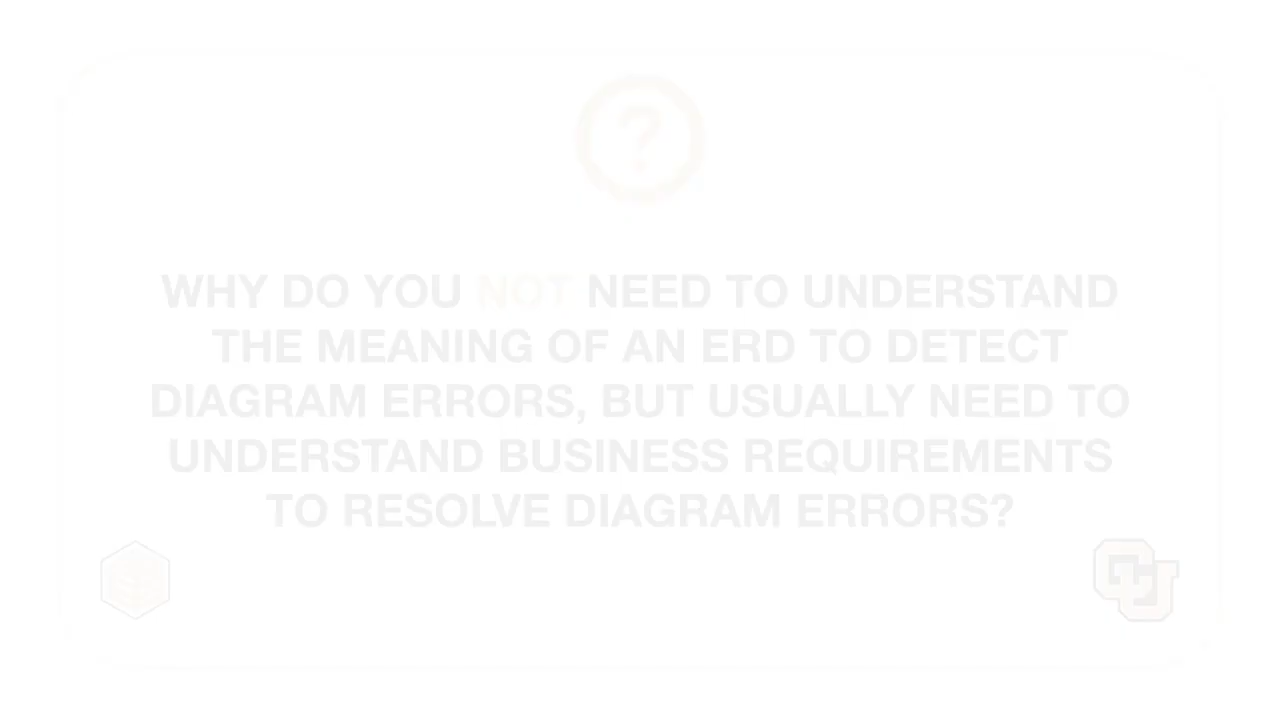 ?
WHY DO YOU NOT NEED TO UNDERSTAND
THE MEANING OF AN ERD TO DETECT
DIAGRAM ERRORS, BUT USUALLY NEED TO
UNDERSTAND BUSINESS REQUIREMENTS
TO RESOLVE DIAGRAM ERRORS?
CU